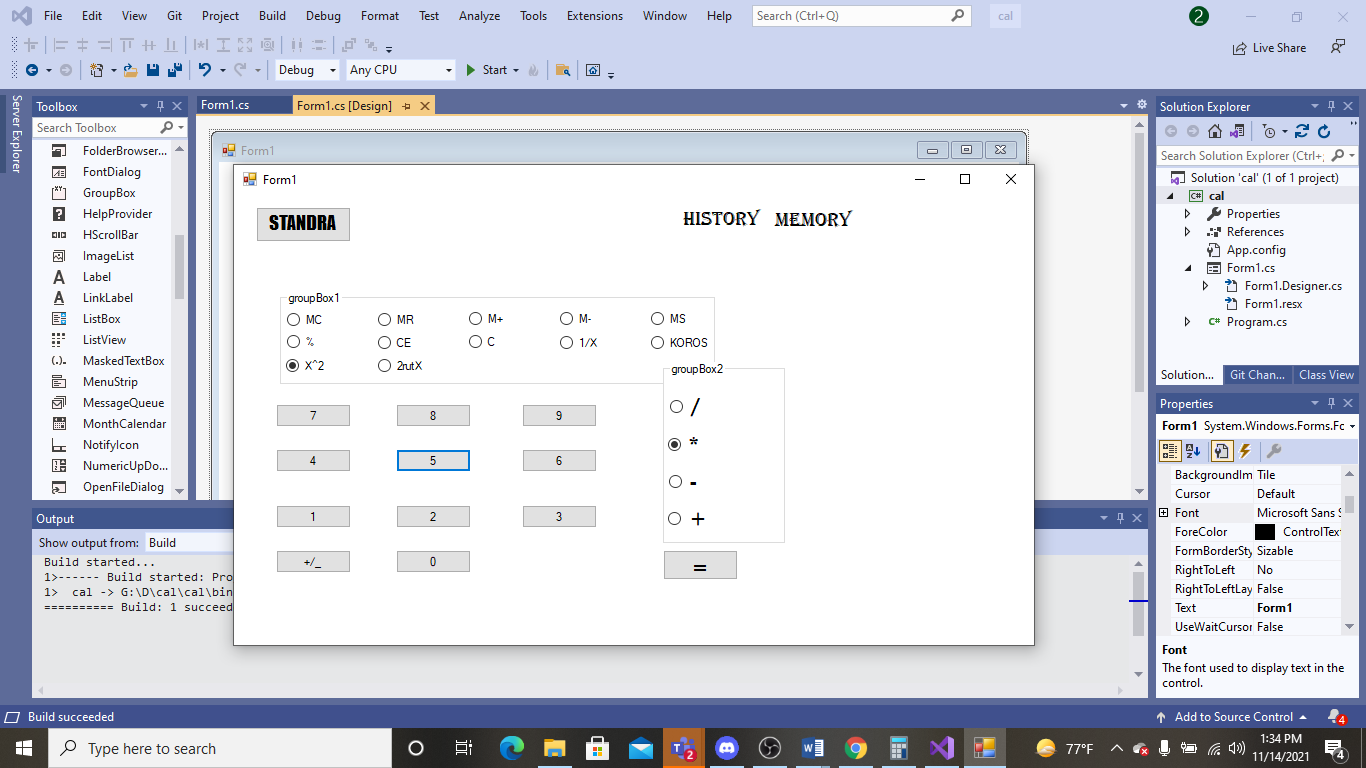 File Edit View Git Project Build Debug Format Test Analyze Tools Extensions Window Help Search (Ctrl+Q) cal 2
Live Share
Debug Any CPU Start
Server Explorer
Toolbox
Search Toolbox
FolderBrowser...
FontDialog
GroupBox
HelpProvider
HScrollBar
ImageList
Label
LinkLabel
ListBox
ListView
MaskedTextBox
MenuStrip
MessageQueue
MonthCalendar
NotifyIcon
NumericUpDo...
OpenFileDialog
Form1.cs Form1.cs [Design]
Form1
Form1
STANDRA
HISTORY MEMORY
groupBox1
MC MR M+ M- MS
% CE C 1/X KOROS
X^2 2rutX
groupBox2
/
*
-
+
7 8 9
4 5 6
1 2 3
+/_ 0
=
Output
Show output from: Build
Build started...
1>------ Build started: Pro
1> cal -> G:\D\cal\cal\bin
========== Build: 1 succeed
Solution Explorer
Search Solution Explorer (Ctrl+;
Solution 'cal' (1 of 1 project)
cal
Properties
References
App.config
Form1.cs
Form1.Designer.cs
Form1.resx
Program.cs
Solution... Git Chan... Class View
Properties
Form1 System.Windows.Forms.Fc
BackgroundIm Tile
Cursor Default
Font Microsoft Sans S
ForeColor ControlTex
FormBorderSty Sizable
RightToLeft No
RightToLeftLay False
Text Form1
UseWaitCursor False
Font
The font used to display text in the
control.
Build succeeded
Add to Source Control
4
Type here to search
2
77°F
1:34 PM
11/14/2021
4